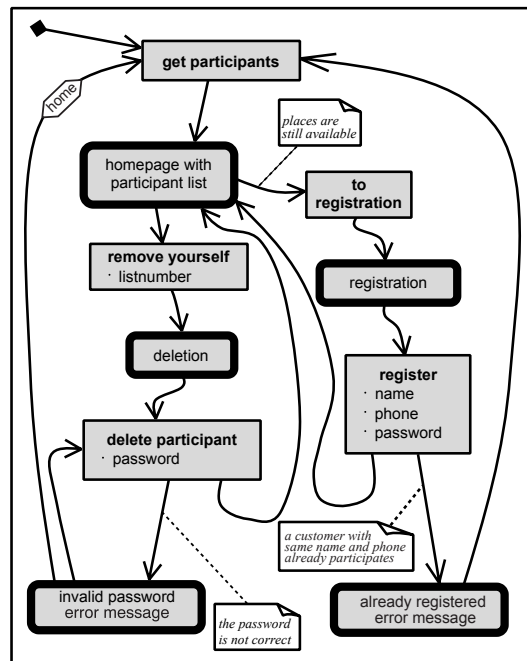 get participants
home
places are
still available
homepage with
participant list
to
registration
remove yourself
· listnumber
registration
deletion
register
· name
· phone
· password
delete participant
· password
a customer with
same name and phone
already participates
invalid password
error message
already registered
error message
the password
is not correct